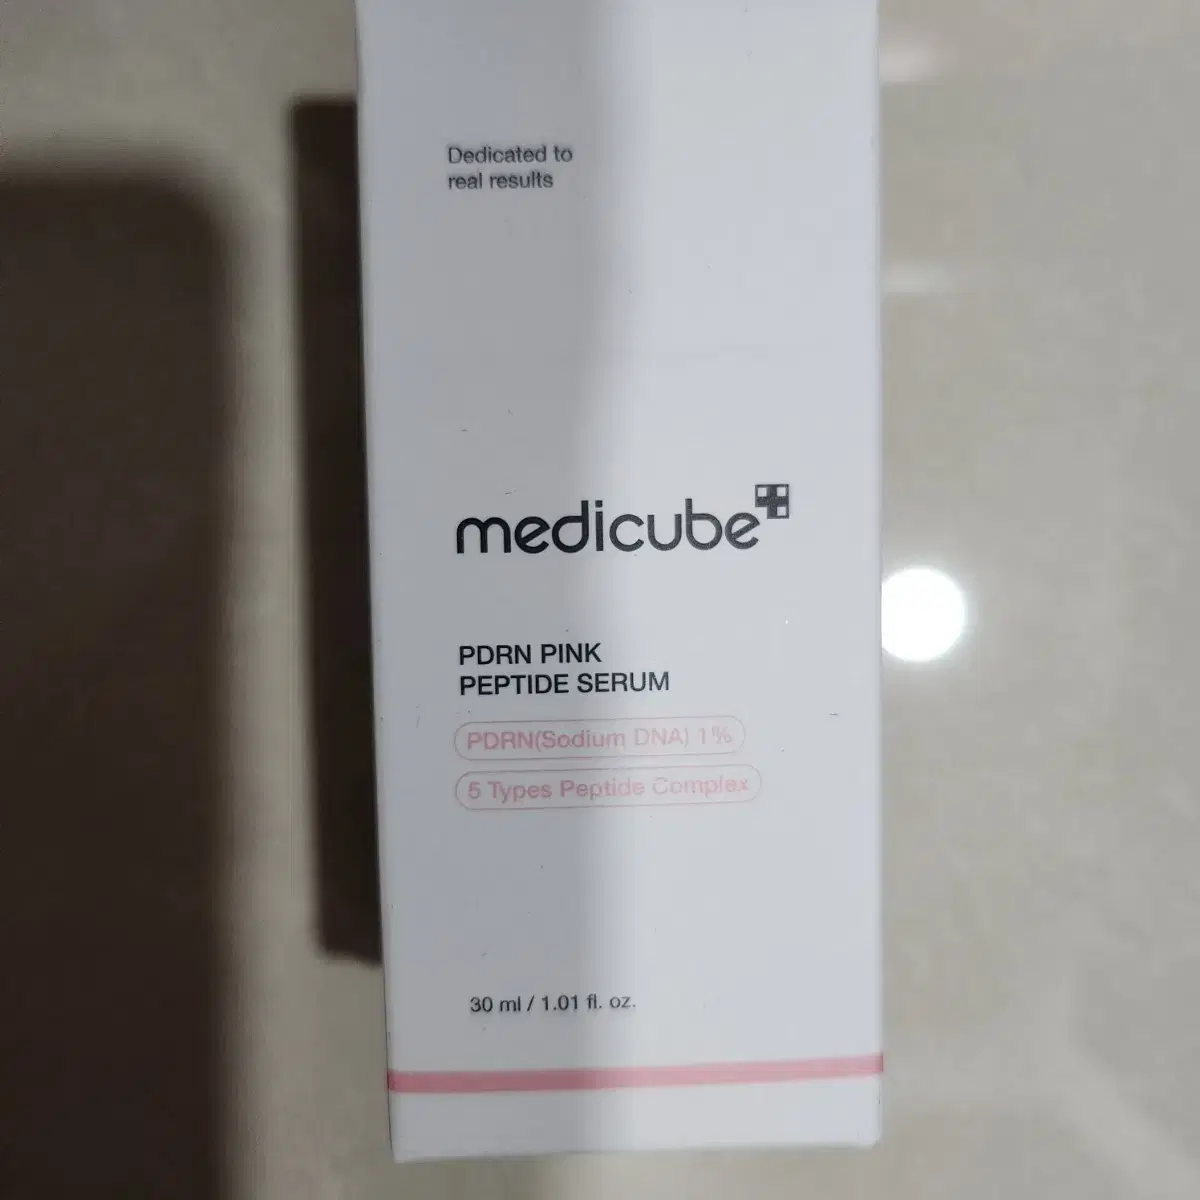 Dedicated to
real results
medicube
PDRN PINK
PEPTIDE SERUM
PDRN(Sodium DNA) 1%
5 Types Peptide Complex
30 ml / 1.01 fl. oz.